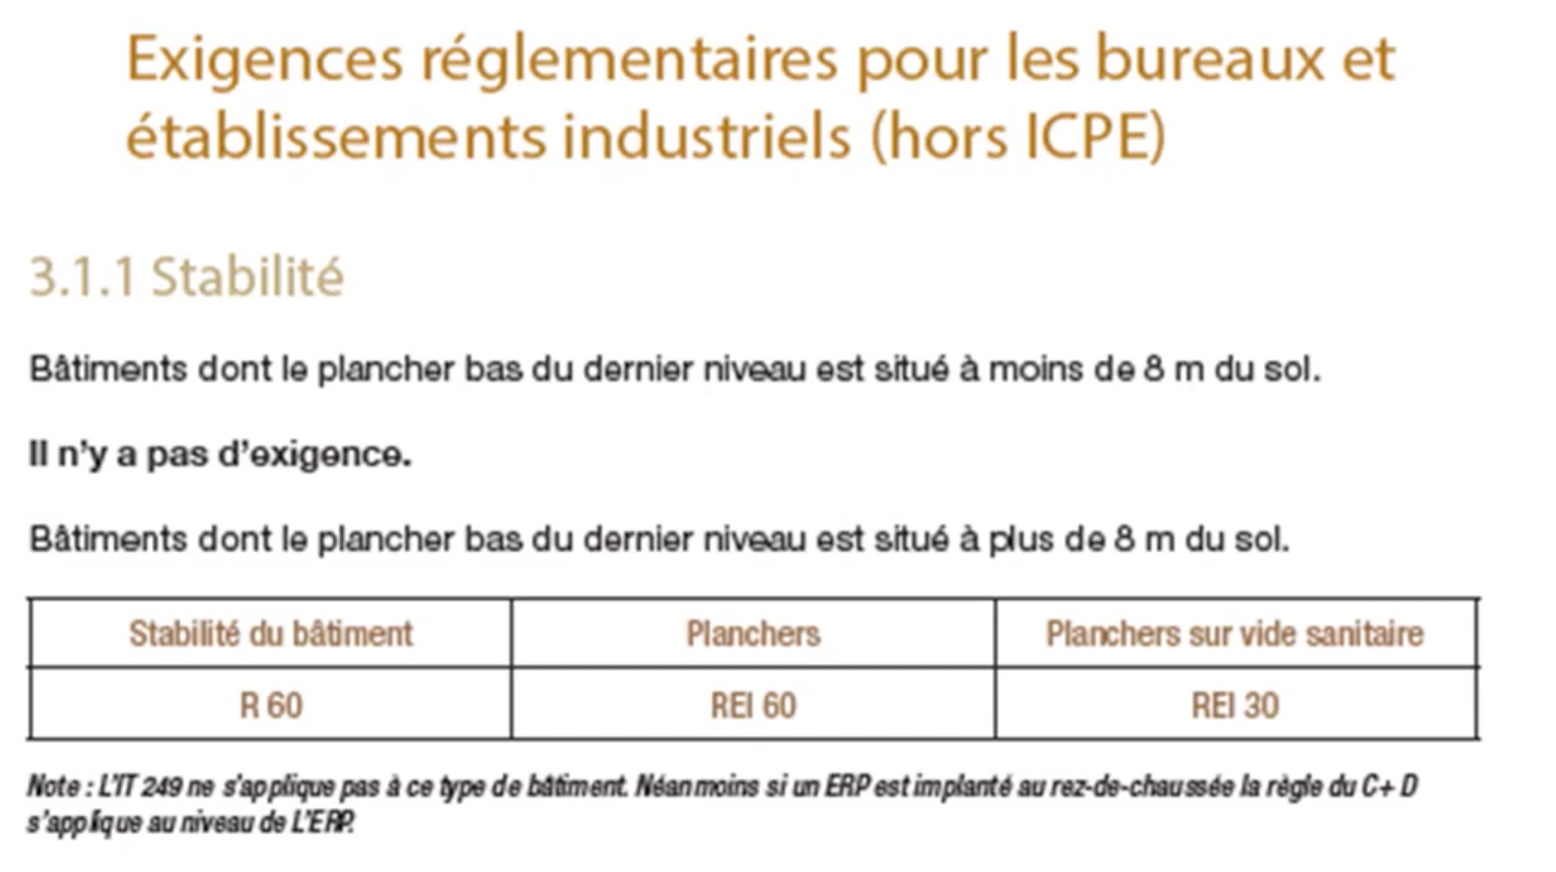 Exigences réglementaires pour les bureaux et
établissements industriels (hors ICPE)
3.1.1 Stabilité
Bâtiments dont le plancher bas du dernier niveau est situé à moins de 8 m du sol.
Il n'y a pas d'exigence.
Bâtiments dont le plancher bas du dernier niveau est situé à plus de 8 m du sol.
Stabilité du bâtiment Planchers Planchers sur vide sanitaire
R 60 REI 60 REI 30
Note : L'IT 249 ne s'applique pas à ce type de bâtiment. Néanmoins si un ERP est implanté au rez-de-chaussée la règle du C+ D
s'applique au niveau de L'ERP.